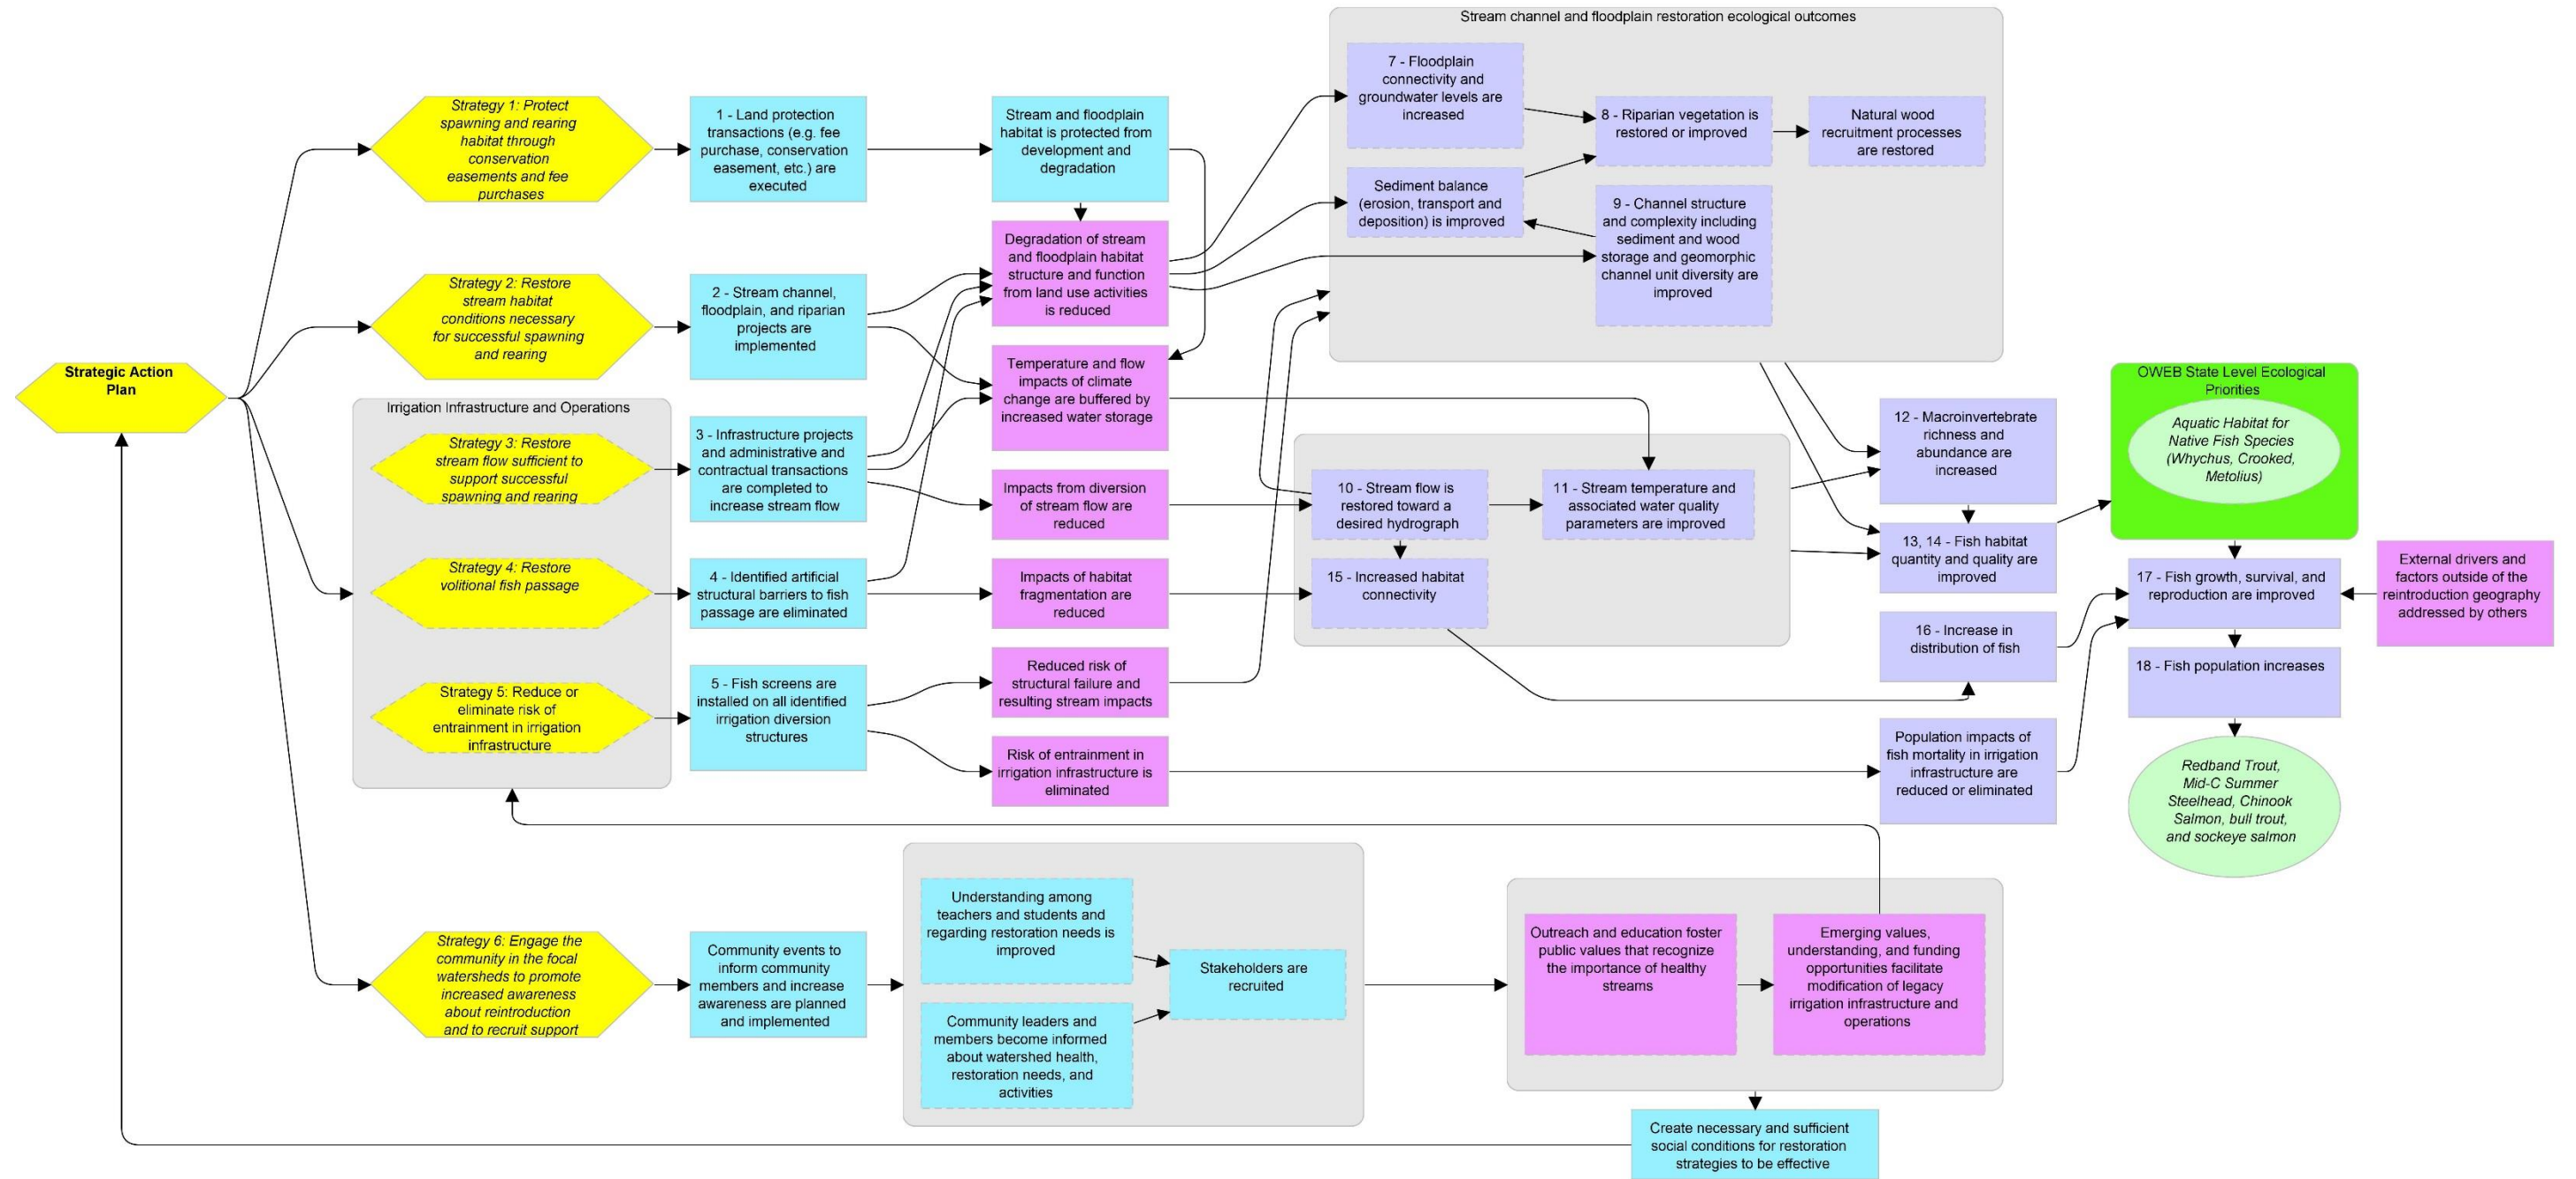 Stream channel and floodplain restoration ecological outcomes
7 - Floodplain
connectivity and
groundwater levels are
increased
Strategy 1: Protect
spawning and rearing
habitat through
conservation
easements and fee
purchases
1 - Land protection
transactions (e.g. fee
purchase, conservation
easement, etc.) are
executed
Stream and floodplain
habitat is protected from
development and
degradation
8 - Riparian vegetation is
restored or improved
Natural wood
recruitment processes
are restored
Sediment balance
(erosion, transport and
deposition) is improved
9 - Channel structure
and complexity including
sediment and wood
storage and geomorphic
channel unit diversity are
improved
Degradation of stream
and floodplain habitat
structure and function
from land use activities
is reduced
Strategy 2: Restore
stream habitat
conditions necessary
for successful spawning
and rearing
2 - Stream channel,
floodplain, and riparian
projects are
implemented
Temperature and flow
impacts of climate
change are buffered by
increased water storage
Strategic Action
Plan
OWEB State Level Ecological
Priorities
Aquatic Habitat for
Native Fish Species
(Whychus, Crooked,
Metolius)
Irrigation Infrastructure and Operations
Strategy 3: Restore
stream flow sufficient to
support successful
spawning and rearing
3 - Infrastructure projects
and administrative and
contractual transactions
are completed to
increase stream flow
Impacts from diversion
of stream flow are
reduced
10 - Stream flow is
restored toward a
desired hydrograph
11 - Stream temperature and
associated water quality
parameters are improved
12 - Macroinvertebrate
richness and
abundance are
increased
13, 14 - Fish habitat
quantity and quality are
improved
Strategy 4: Restore
volitional fish passage
4 - Identified artificial
structural barriers to fish
passage are eliminated
Impacts of habitat
fragmentation are
reduced
15 - Increased habitat
connectivity
17 - Fish growth, survival, and
reproduction are improved
External drivers and
factors outside of the
reintroduction geography
addressed by others
16 - Increase in
distribution of fish
18 - Fish population increases
Strategy 5: Reduce or
eliminate risk of
entrainment in irrigation
infrastructure
5 - Fish screens are
installed on all identified
irrigation diversion
structures
Reduced risk of
structural failure and
resulting stream impacts
Risk of entrainment in
irrigation infrastructure is
eliminated
Population impacts of
fish mortality in irrigation
infrastructure are
reduced or eliminated
Redband Trout,
Mid-C Summer
Steelhead, Chinook
Salmon, bull trout,
and sockeye salmon
Strategy 6: Engage the
community in the focal
watersheds to promote
increased awareness
about reintroduction
and to recruit support
Community events to
inform community
members and increase
awareness are planned
and implemented
Understanding among
teachers and students and
regarding restoration needs is
improved
Community leaders and
members become informed
about watershed health,
restoration needs, and
activities
Stakeholders are
recruited
Outreach and education foster
public values that recognize
the importance of healthy
streams
Emerging values,
understanding, and funding
opportunities facilitate
modification of legacy
irrigation infrastructure and
operations
Create necessary and sufficient
social conditions for restoration
strategies to be effective